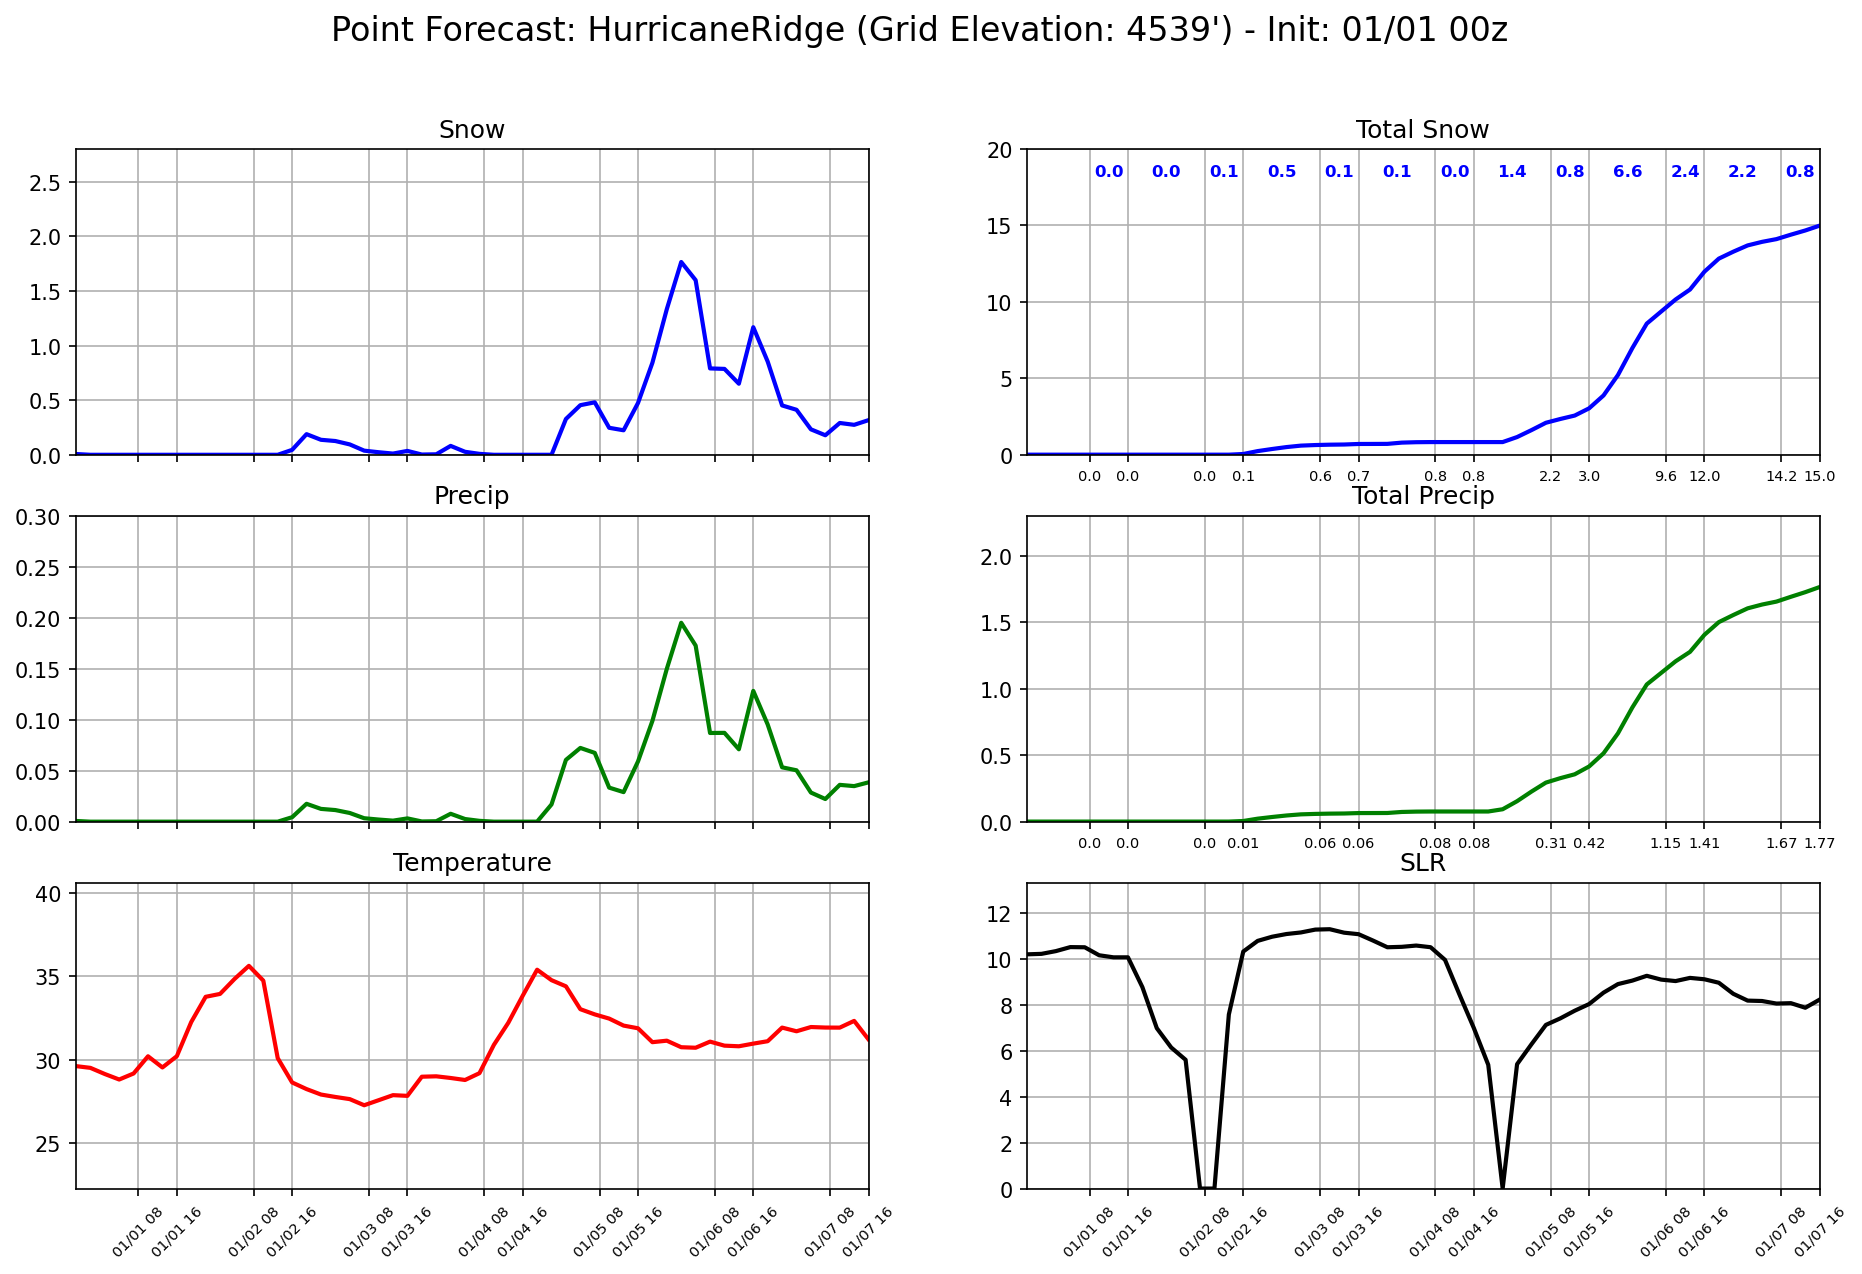 Point Forecast: HurricaneRidge (Grid Elevation: 4539') - Init: 01/01 00z
Snow
2.5
2.0
1.5
1.0
0.5
0.0
Total Snow
20
15
10
5
0
0.0 0.0 0.1 0.5 0.1 0.1 0.0 1.4 0.8 6.6 2.4 2.2 0.8
0.0 0.0 0.0 0.1 0.6 0.7 0.8 0.8 2.2 3.0 9.6 12.0 14.2 15.0
Precip
0.30
0.25
0.20
0.15
0.10
0.05
0.00
Total Precip
2.0
1.5
1.0
0.5
0.0
0.0 0.0 0.0 0.01 0.06 0.06 0.08 0.08 0.31 0.42 1.15 1.41 1.67 1.77
Temperature
40
35
30
25
01/01 08 01/01 16 01/02 08 01/02 16 01/03 08 01/03 16 01/04 08 01/04 16 01/05 08 01/05 16 01/06 08 01/06 16 01/07 08 01/07 16
SLR
12
10
8
6
4
2
0
01/01 08 01/01 16 01/02 08 01/02 16 01/03 08 01/03 16 01/04 08 01/04 16 01/05 08 01/05 16 01/06 08 01/06 16 01/07 08 01/07 16